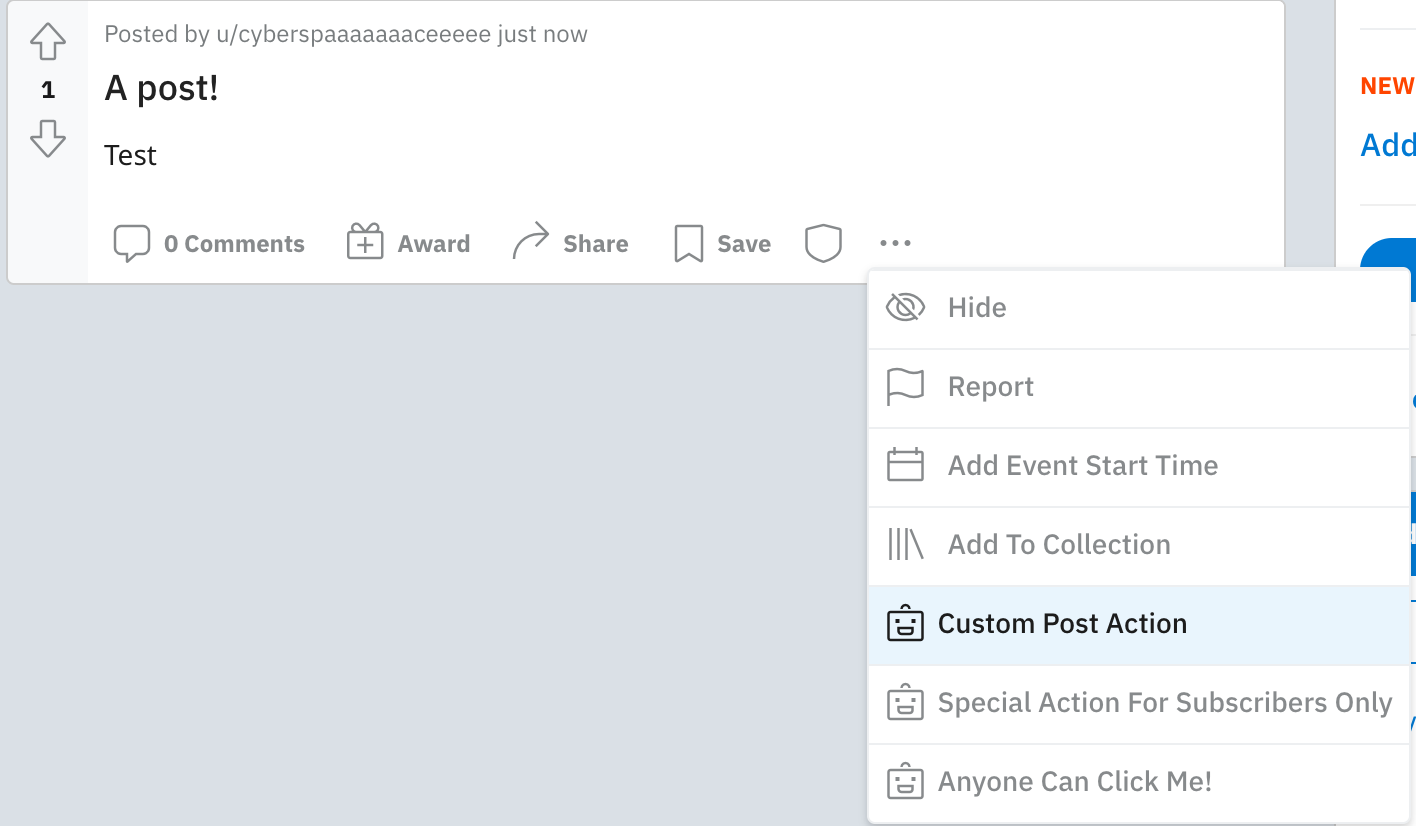 Posted by u/cyberspaaaaaaaceeeee just now
1
A post!
Test
0 Comments Award Share Save
Hide
Report
Add Event Start Time
Add To Collection
Custom Post Action
Special Action For Subscribers Only
Anyone Can Click Me!
NEW
Add